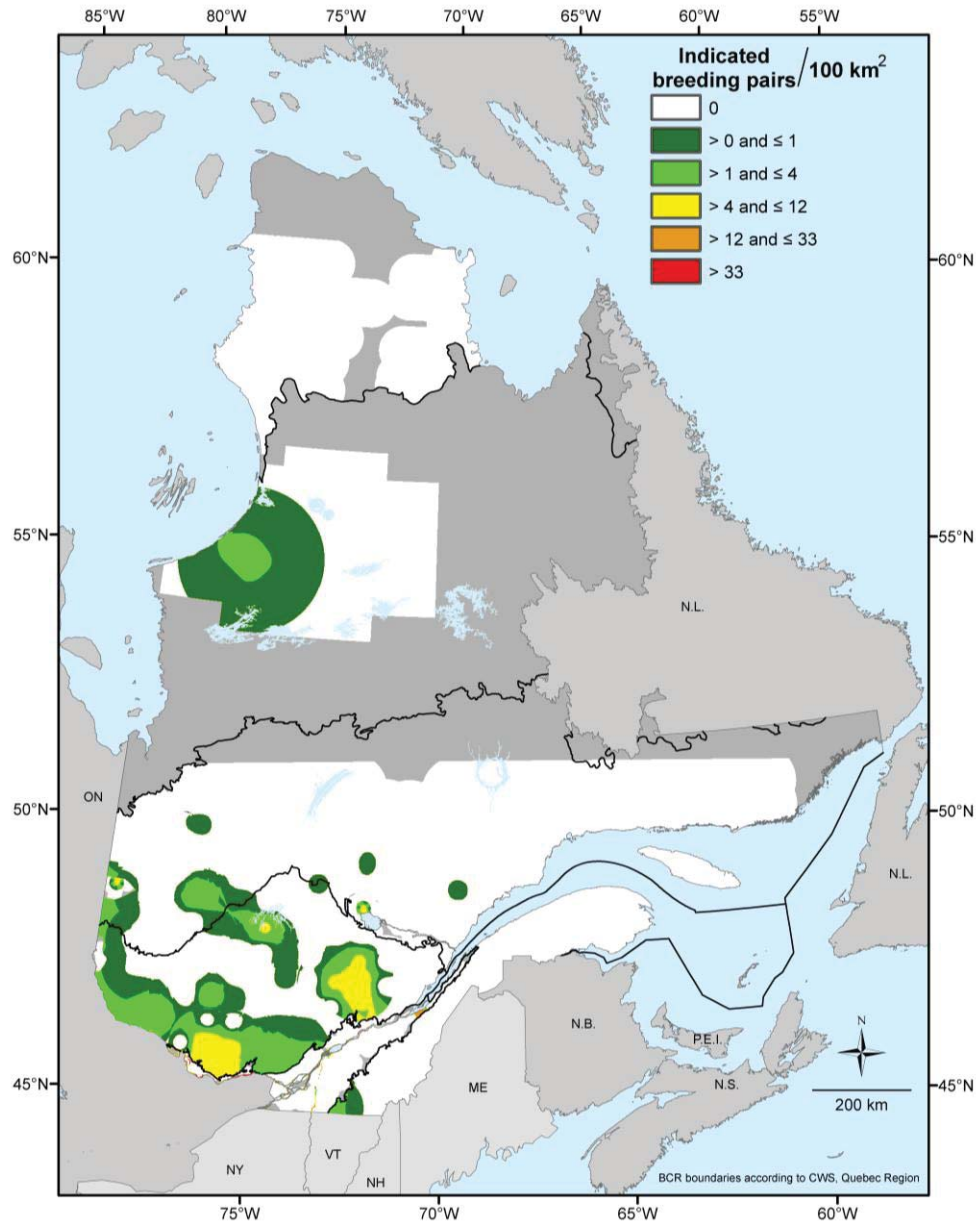 85°W 80°W 75°W 70°W 65°W 60°W 55°W
Indicated
breeding pairs / 100 km²
0
> 0 and ≤ 1
> 1 and ≤ 4
> 4 and ≤ 12
> 12 and ≤ 33
> 33
60°N 60°N
55°N 55°N
N.L.
ON
50°N 50°N
N.L.
N.B.
P.E.I.
N
45°N 45°N
ME
N.S.
200 km
VT
NY
NH
BCR boundaries according to CWS, Quebec Region
75°W 70°W 65°W 60°W